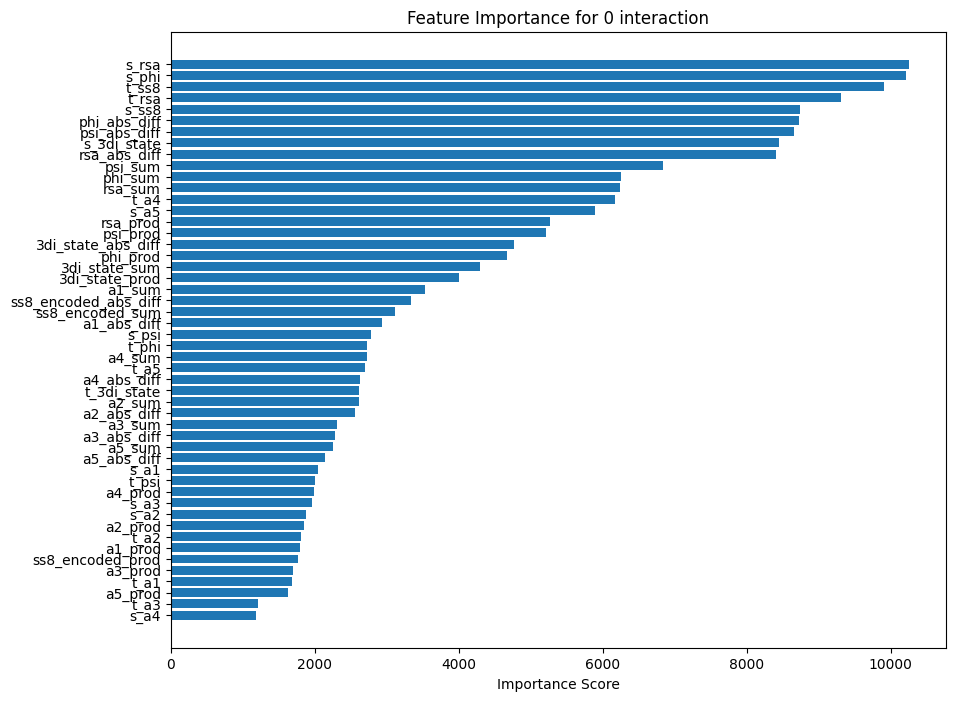 Feature Importance for 0 interaction
s_rsa
s_phi
t_ss8
t_rsa
s_ss8
phi_abs_diff
psi_abs_diff
s_3di_state
rsa_abs_diff
psi_sum
phi_sum
rsa_sum
t_a4
s_a5
rsa_prod
psi_prod
3di_state_abs_diff
phi_prod
3di_state_sum
3di_state_prod
a1_sum
ss8_encoded_abs_diff
ss8_encoded_sum
a1_abs_diff
s_psi
t_phi
a4_sum
t_a5
a4_abs_diff
t_3di_state
a2_sum
a2_abs_diff
a3_sum
a3_abs_diff
a5_sum
a5_abs_diff
s_a1
t_psi
a4_prod
s_a3
s_a2
a2_prod
t_a2
a1_prod
ss8_encoded_prod
a3_prod
t_a1
a5_prod
t_a3
s_a4
0 2000 4000 6000 8000 10000
Importance Score